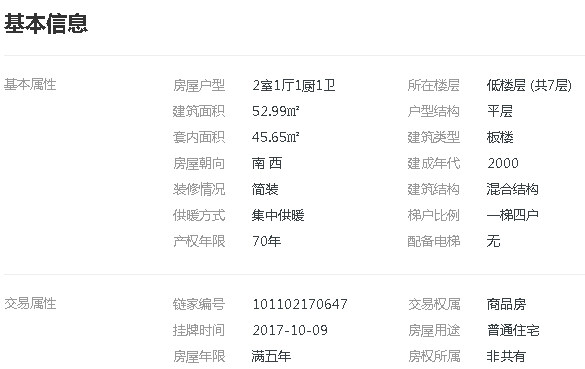 基本信息
基本属性 房屋户型 2室1厅1厨1卫 所在楼层 低楼层 (共7层)
建筑面积 52.99㎡ 户型结构 平层
套内面积 45.65㎡ 建筑类型 板楼
房屋朝向 南 西 建成年代 2000
装修情况 简装 建筑结构 混合结构
供暖方式 集中供暖 梯户比例 一梯四户
产权年限 70年 配备电梯 无
交易属性 链家编号 101102170647 交易权属 商品房
挂牌时间 2017-10-09 房屋用途 普通住宅
房屋年限 满五年 房权所属 非共有